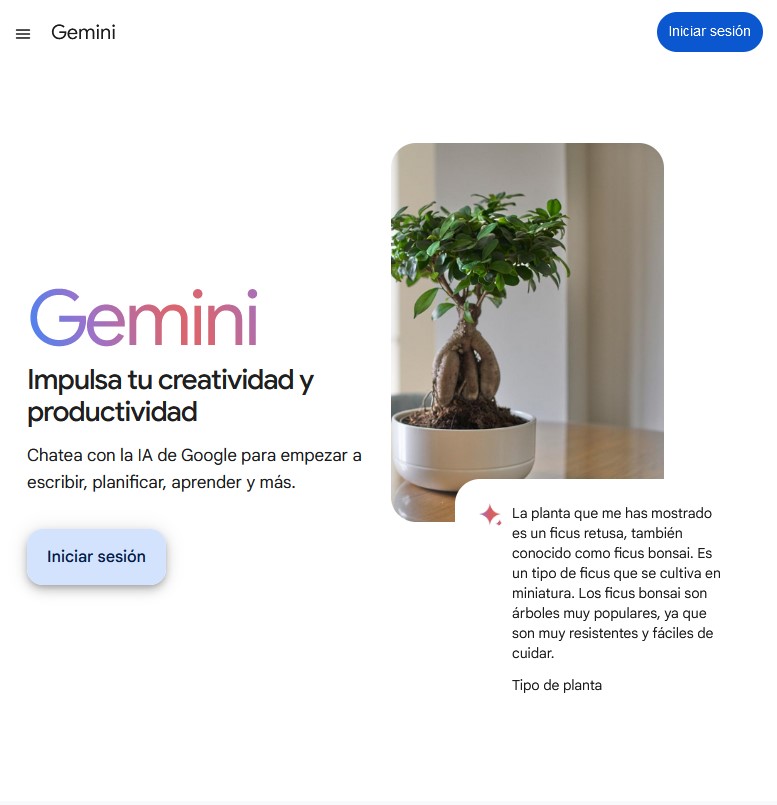 Gemini
Iniciar sesión
Gemini
Impulsa tu creatividad y
productividad
Chatea con la IA de Google para empezar a
escribir, planificar, aprender y más.
Iniciar sesión
La planta que me has mostrado
es un ficus retusa, también
conocido como ficus bonsai. Es
un tipo de ficus que se cultiva en
miniatura. Los ficus bonsai son
árboles muy populares, ya que
son muy resistentes y fáciles de
cuidar.
Tipo de planta